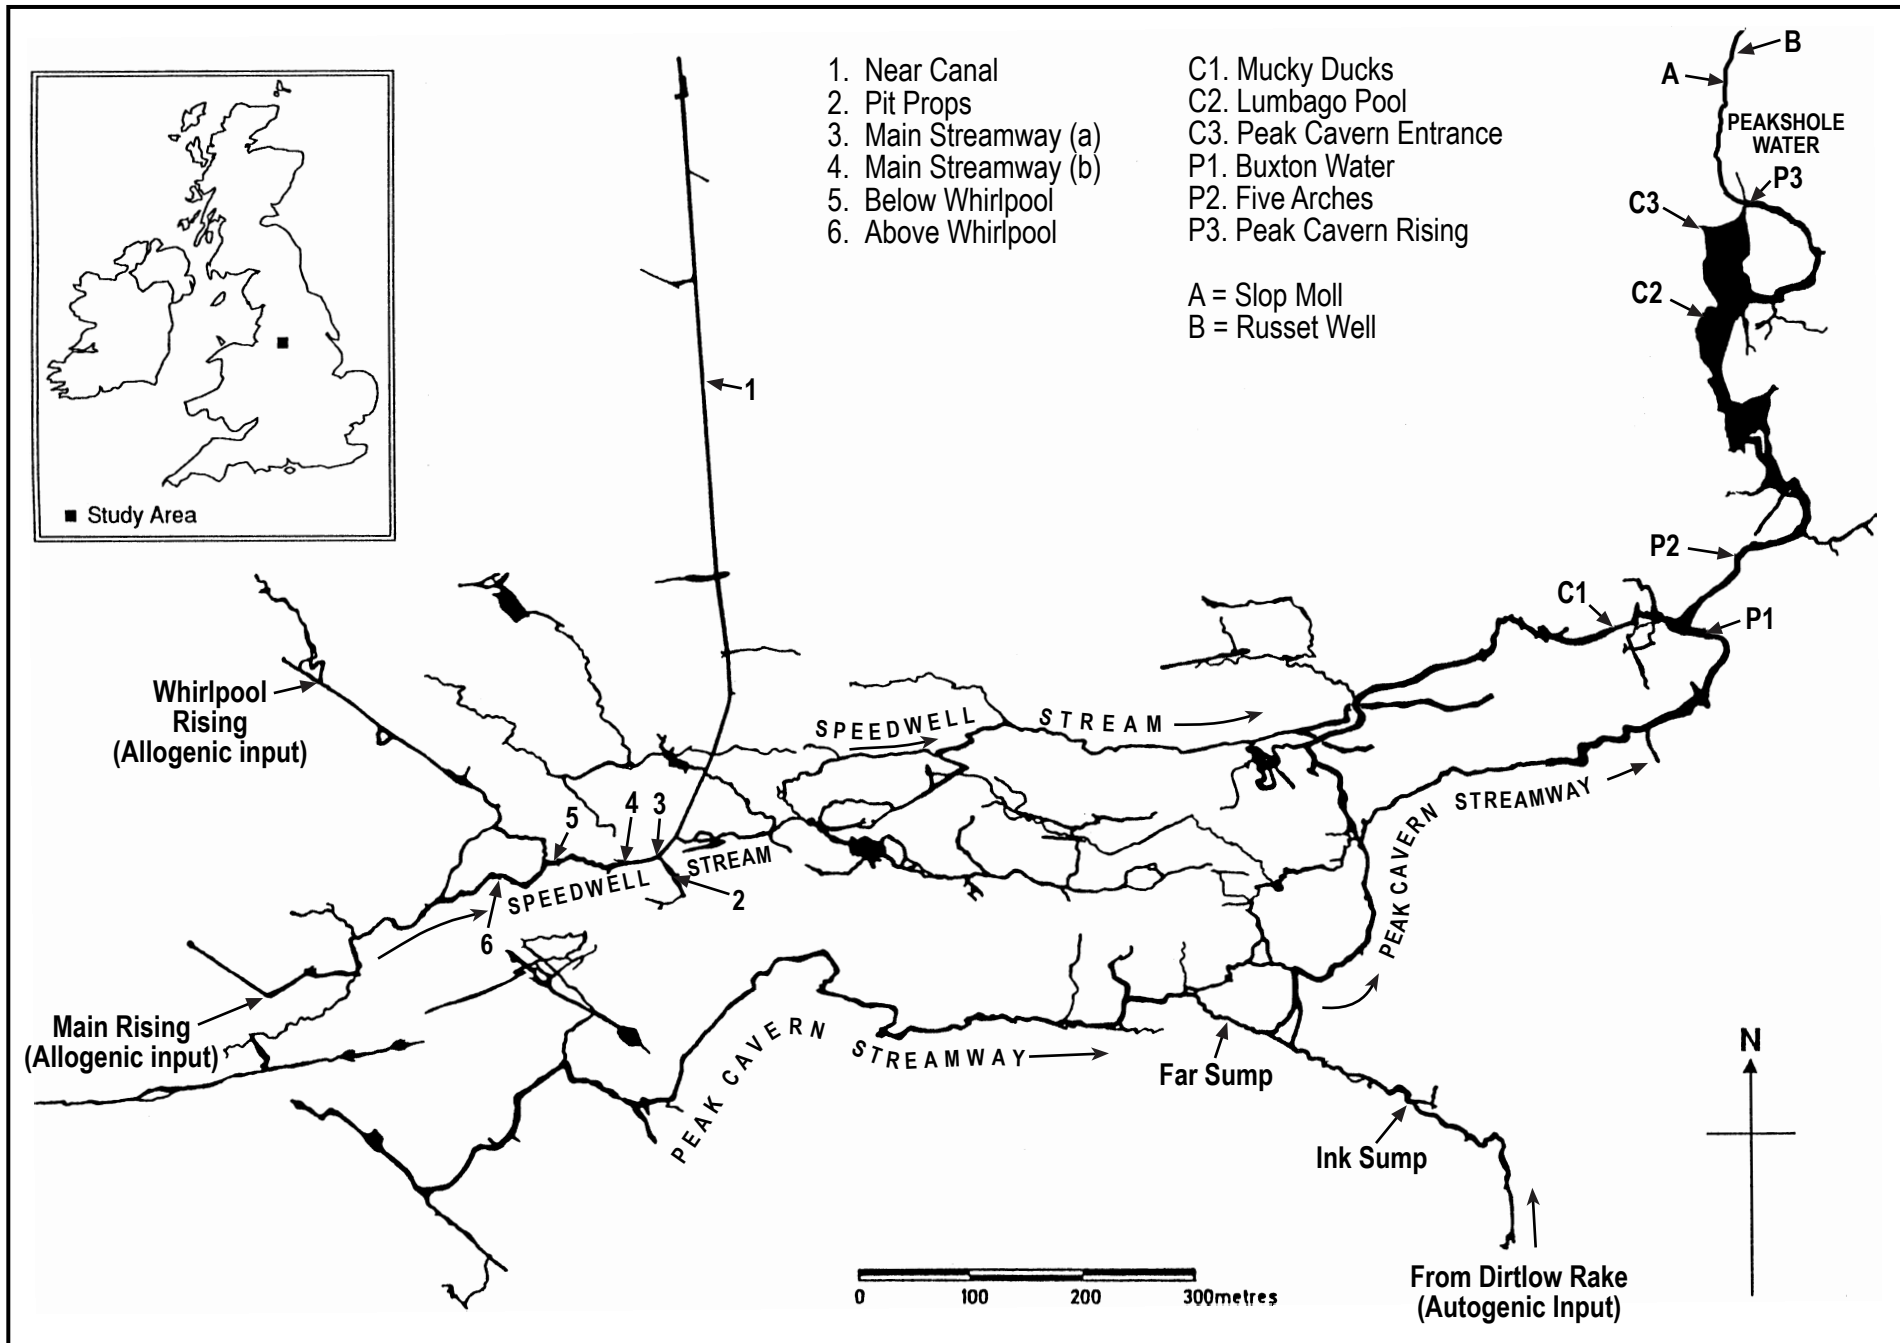 1. Near Canal
2. Pit Props
3. Main Streamway (a)
4. Main Streamway (b)
5. Below Whirlpool
6. Above Whirlpool
C1. Mucky Ducks
C2. Lumbago Pool
C3. Peak Cavern Entrance
P1. Buxton Water
P2. Five Arches
P3. Peak Cavern Rising
A = Slop Moll
B = Russet Well
B
A
PEAKSHOLE
WATER
P3
C3
C2
1
Study Area
P2
C1
P1
Whirlpool
Rising
(Allogenic input)
SPEEDWELL STREAM
5
4
3
SPEEDWELL STREAM
2
6
PEAK CAVERN STREAMWAY
Main Rising
(Allogenic input)
PEAK CAVERN STREAMWAY
Far Sump
Ink Sump
N
From Dirtlow Rake
(Autogenic Input)
0 100 200 300metres